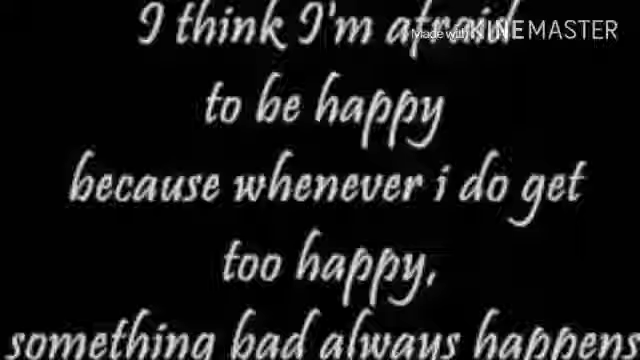 I think I'm afraid
Made with KINEMASTER
to be happy
because whenever i do get
too happy,
something bad always happens